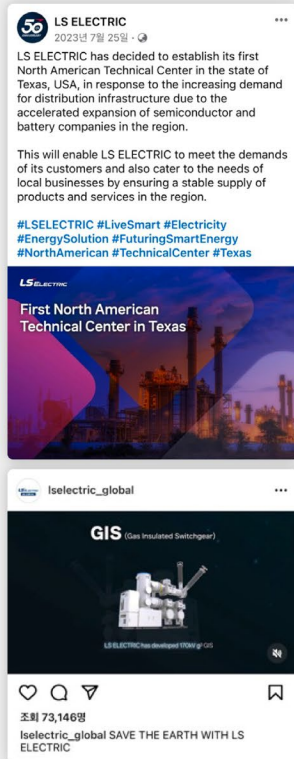 LS ELECTRIC
2023년 7월 25일
LS ELECTRIC has decided to establish its first
North American Technical Center in the state of
Texas, USA, in response to the increasing demand
for distribution infrastructure due to the
accelerated expansion of semiconductor and
battery companies in the region.
This will enable LS ELECTRIC to meet the demands
of its customers and also cater to the needs of
local businesses by ensuring a stable supply of
products and services in the region.
#LSELECTRIC #LiveSmart #Electricity
#EnergySolution #FuturingSmartEnergy
#NorthAmerican #TechnicalCenter #Texas
LS ELECTRIC
First North American
Technical Center in Texas
lselectric_global
GIS (Gas Insulated Switchgear)
LS ELECTRIC has developed 170kV g³ GIS
조회 73,146명
lselectric_global SAVE THE EARTH WITH LS
ELECTRIC